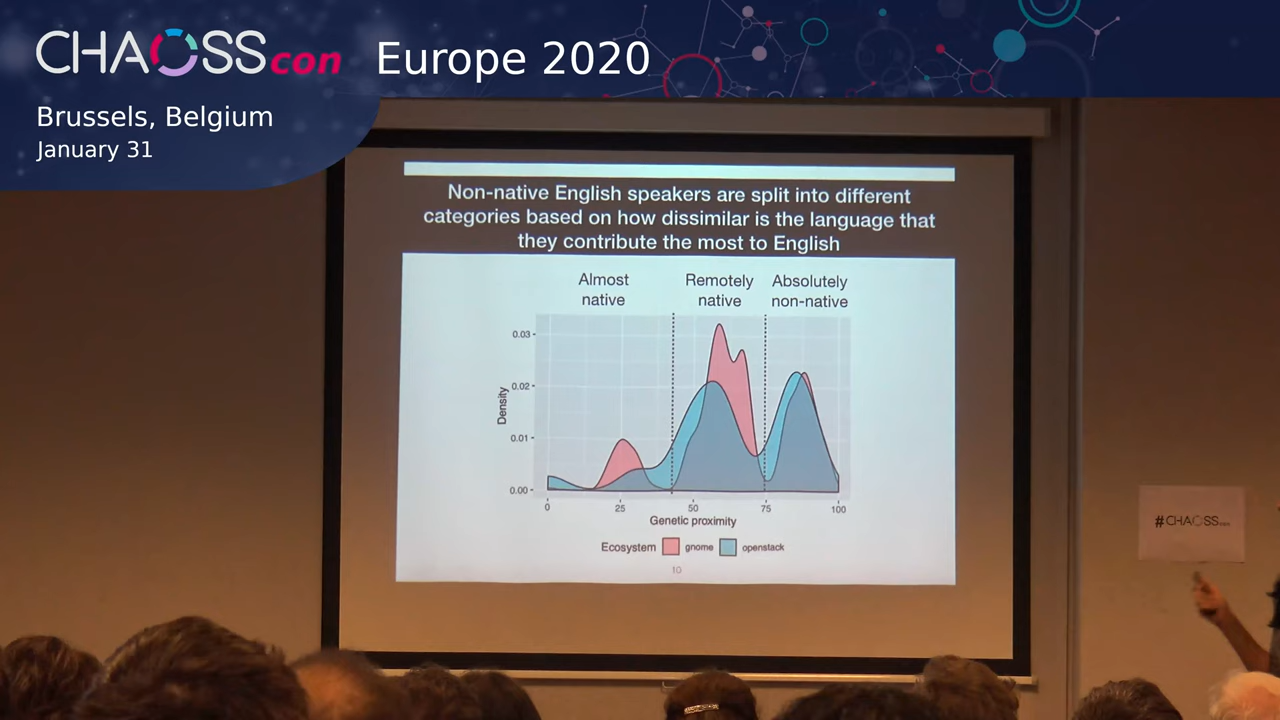 CHAOSScon Europe 2020
Brussels, Belgium
January 31
Non-native English speakers are split into different
categories based on how dissimilar is the language that
they contribute the most to English
Almost native
Remotely native
Absolutely non-native
0.03
0.02
0.01
0.00
Density
0 25 50 75 100
Genetic proximity
Ecosystem gnome openstack
10
#CHAOSScon